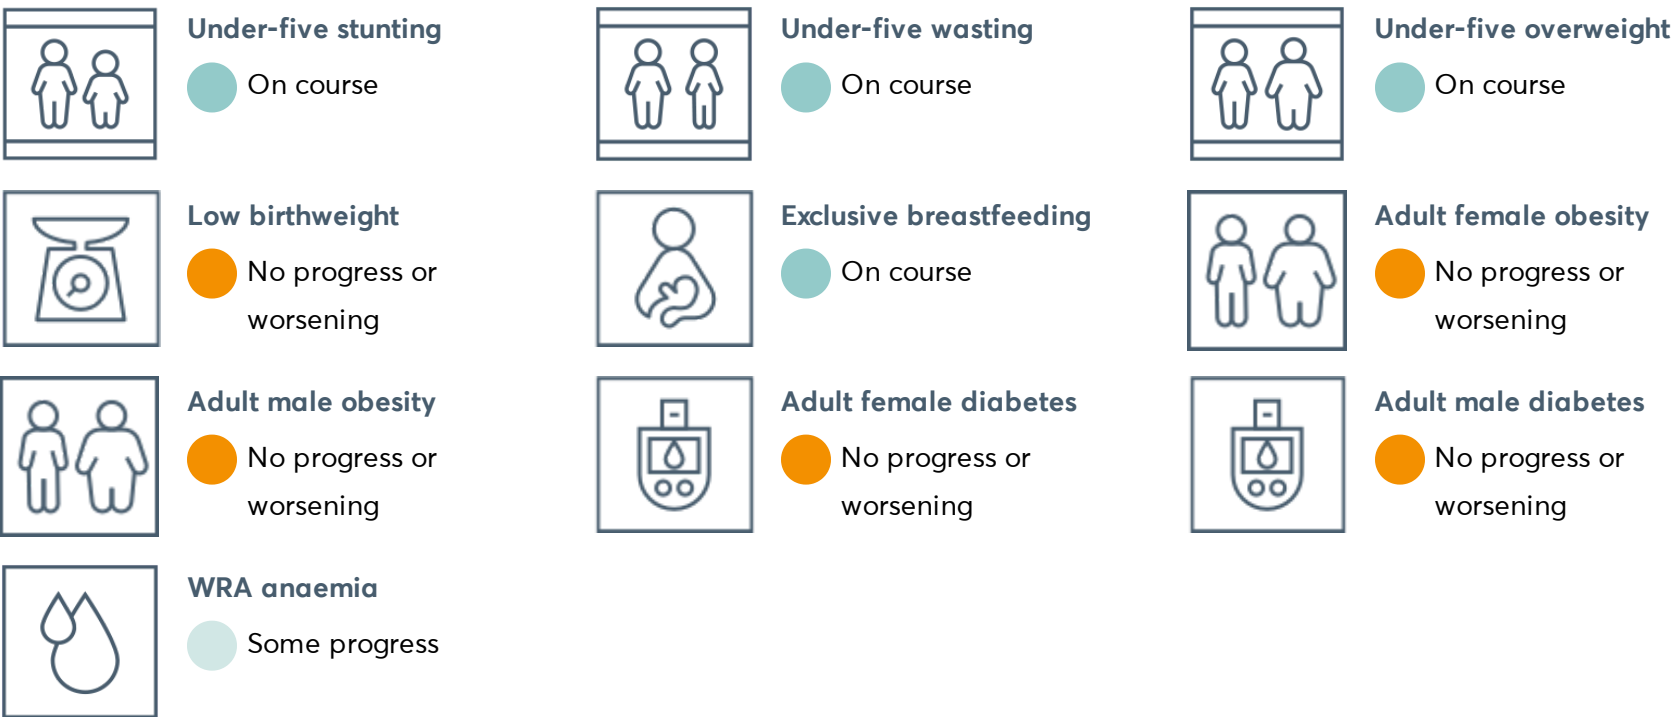 Under-five stunting
On course
Under-five wasting
On course
Under-five overweight
On course
Low birthweight
No progress or
worsening
Exclusive breastfeeding
On course
Adult female obesity
No progress or
worsening
Adult male obesity
No progress or
worsening
Adult female diabetes
No progress or
worsening
Adult male diabetes
No progress or
worsening
WRA anaemia
Some progress